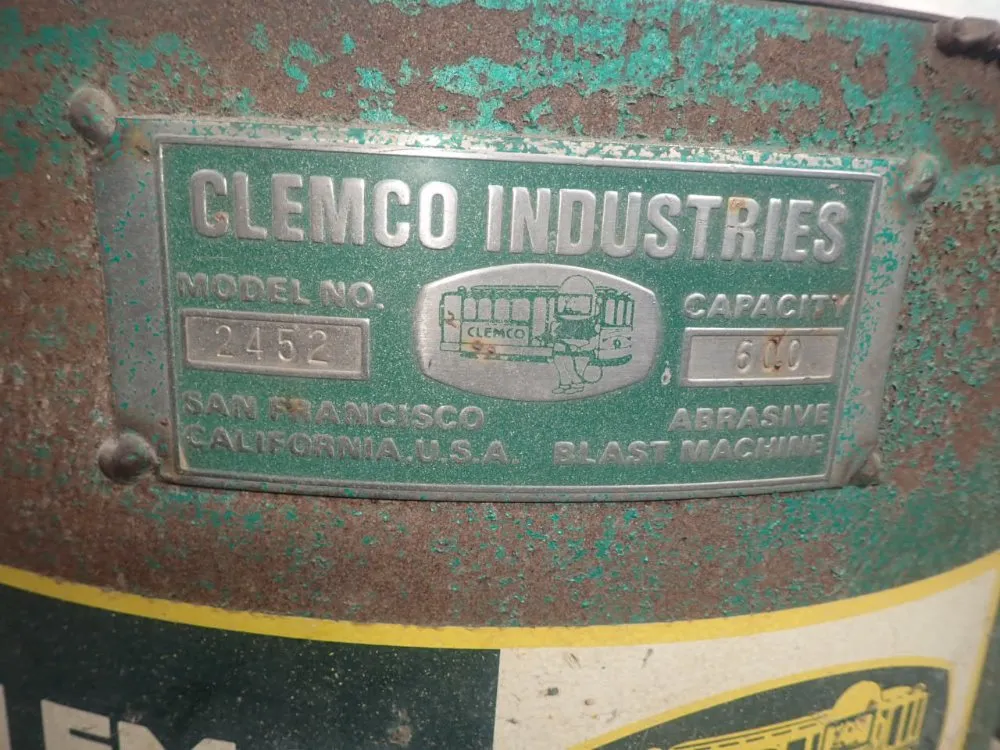 CLEMCO INDUSTRIES
MODEL NO.
2452
CLEMCO
CAPACITY
600
SAN FRANCISCO
CALIFORNIA, U.S.A.
ABRASIVE
BLAST MACHINE